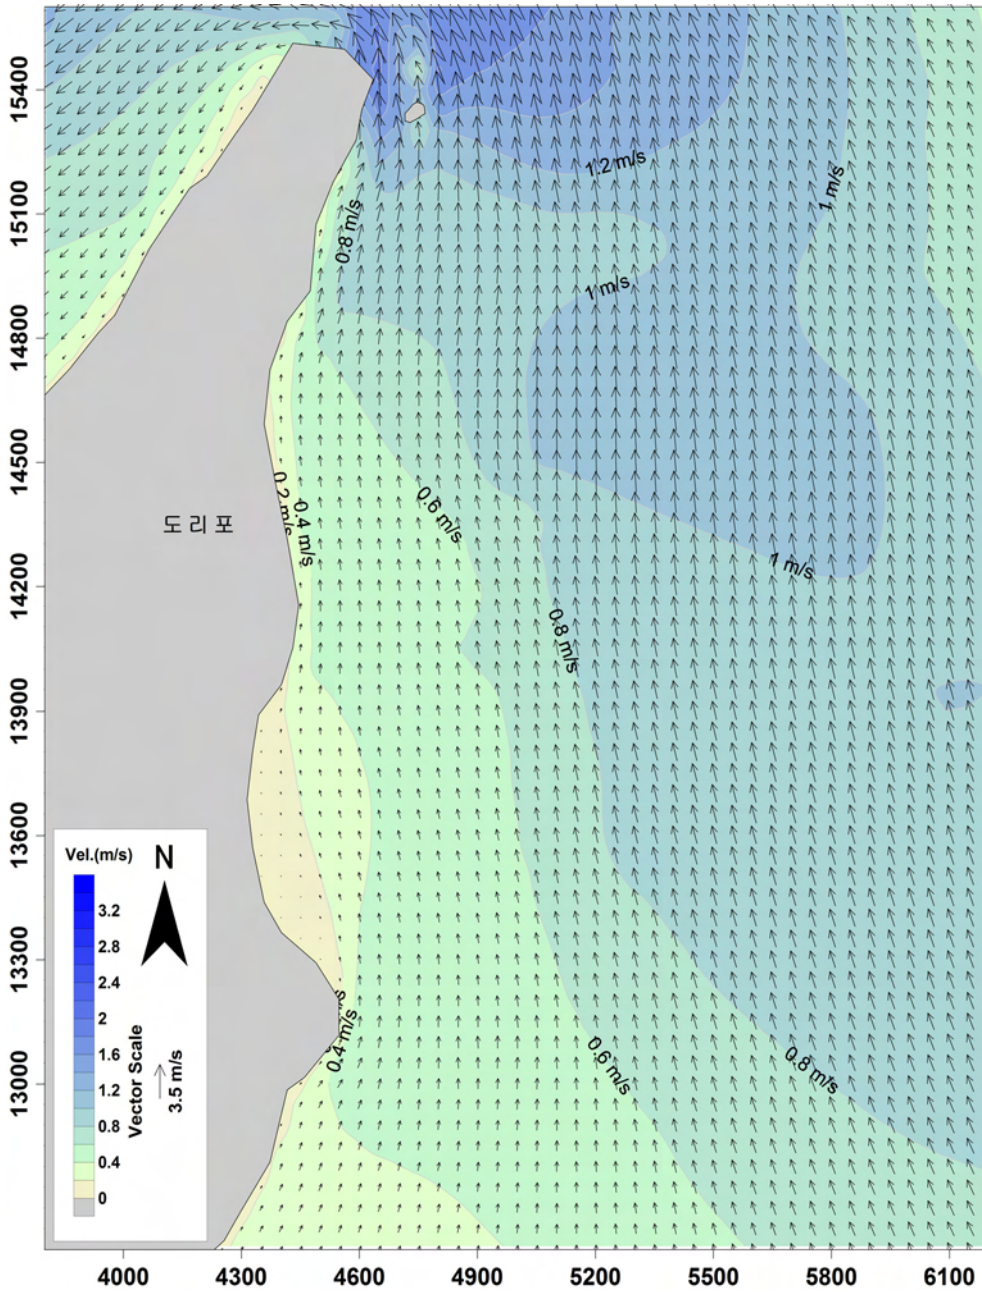 15400
15100
14800
14500
14200
13900
13600
13300
13000
1.2 m/s
1 m/s
0.8 m/s
1 m/s
0.2 m/s
0.4 m/s
0.6 m/s
도리포
1 m/s
0.8 m/s
0.4 m/s
0.6 m/s
0.8 m/s
Vel.(m/s)
N
3.2
2.8
2.4
2
1.6
1.2
0.8
0.4
0
Vector Scale
3.5 m/s
4000 4300 4600 4900 5200 5500 5800 6100